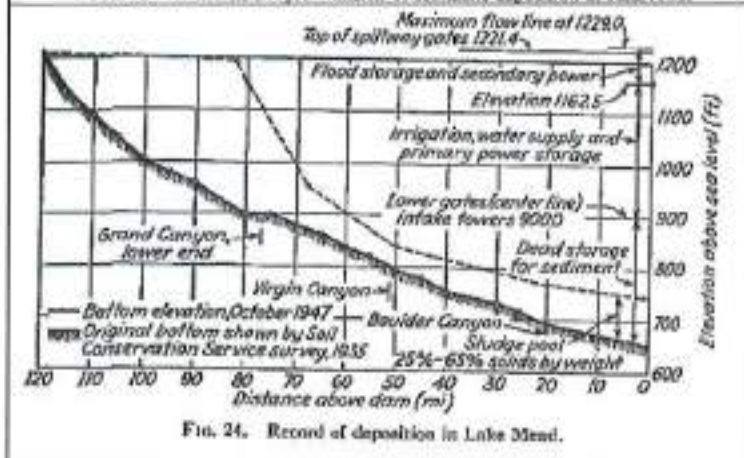 Maximum flow line at 1229.0
Top of spillway gates 1221.4
Flood storage and secondary power
Elevation 1162.5
Irrigation, water supply and
primary power storage
Lower gates (center line)
Intake towers 900.0
Grand Canyon,
lower end
Dead storage
for sediment
Virgin Canyon
Bottom elevation, October 1947
Original bottom shown by Soil
Conservation Service survey, 1935
Boulder Canyon
Sludge pool
25%-65% solids by weight
1200
1100
1000
900
800
700
600
Elevation above sea level (ft)
120 110 100 90 80 70 60 50 40 30 20 10 0
Distance above dam (mi)
FIG. 24. Record of deposition in Lake Mead.